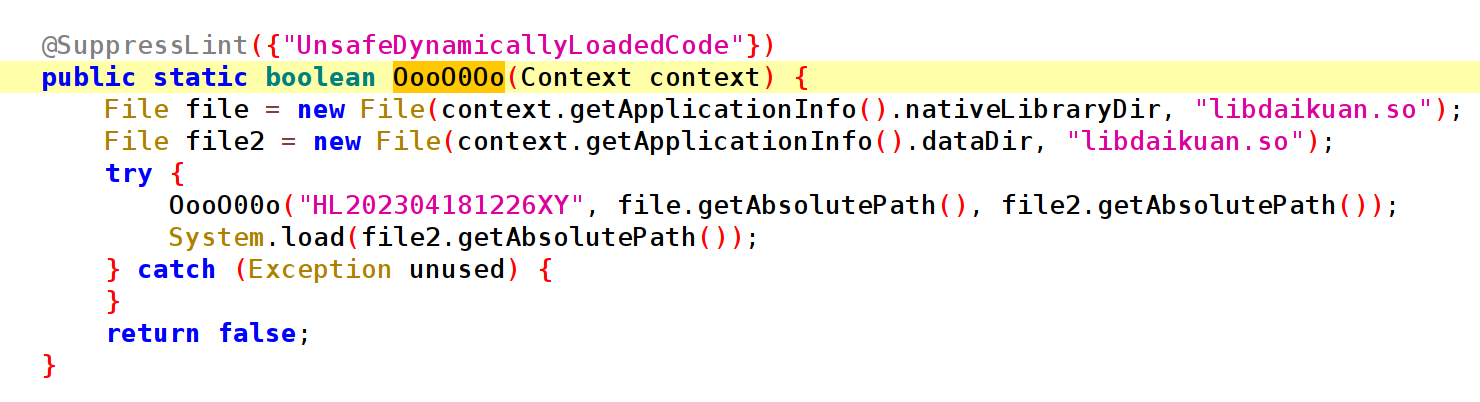 @SuppressLint({"UnsafeDynamicallyLoadedCode"})
public static boolean OooO0Oo(Context context) {
    File file = new File(context.getApplicationInfo().nativeLibraryDir, "libdaikuan.so");
    File file2 = new File(context.getApplicationInfo().dataDir, "libdaikuan.so");
    try {
        OooO00o("HL202304181226XY", file.getAbsolutePath(), file2.getAbsolutePath());
        System.load(file2.getAbsolutePath());
    } catch (Exception unused) {
    }
    return false;
}